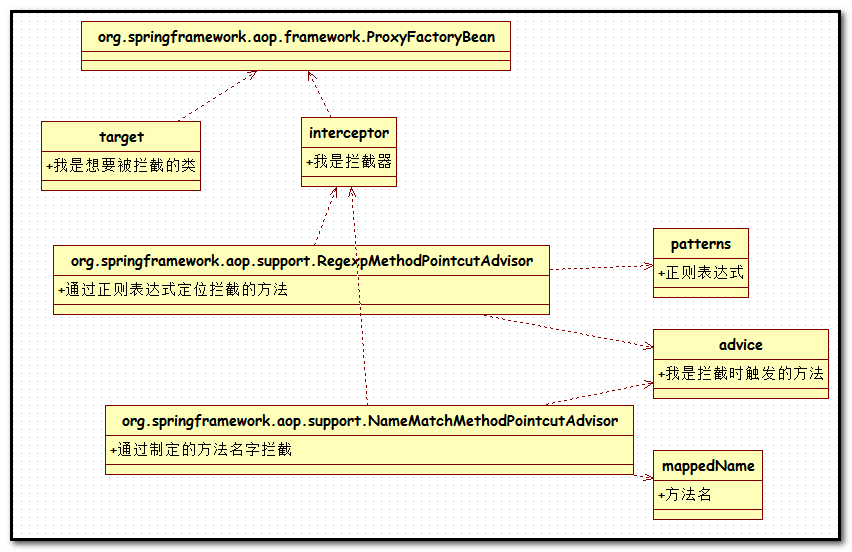 org.springframework.aop.framework.ProxyFactoryBean
target
+我是想要被拦截的类
interceptor
+我是拦截器
org.springframework.aop.support.RegexpMethodPointcutAdvisor
+通过正则表达式定位拦截的方法
patterns
+正则表达式
advice
+我是拦截时触发的方法
org.springframework.aop.support.NameMatchMethodPointcutAdvisor
+通过制定的方法名字拦截
mappedName
+方法名